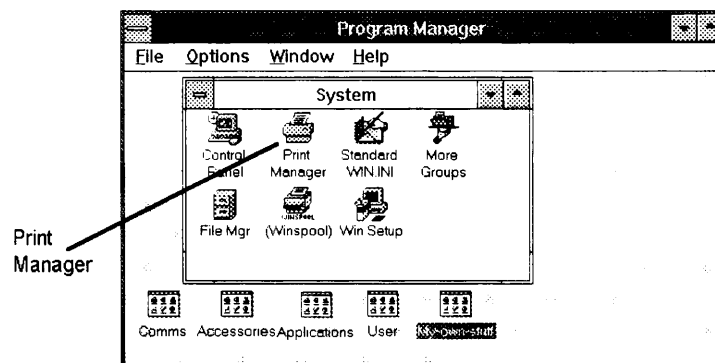 Program Manager
File Options Window Help
System
Control Panel
Print Manager
Standard WIN.INI
More Groups
File Mgr
WINSPOOL
(Winspool)
Win Setup
Print
Manager
Comms Accessories Applications User My-own-stuff